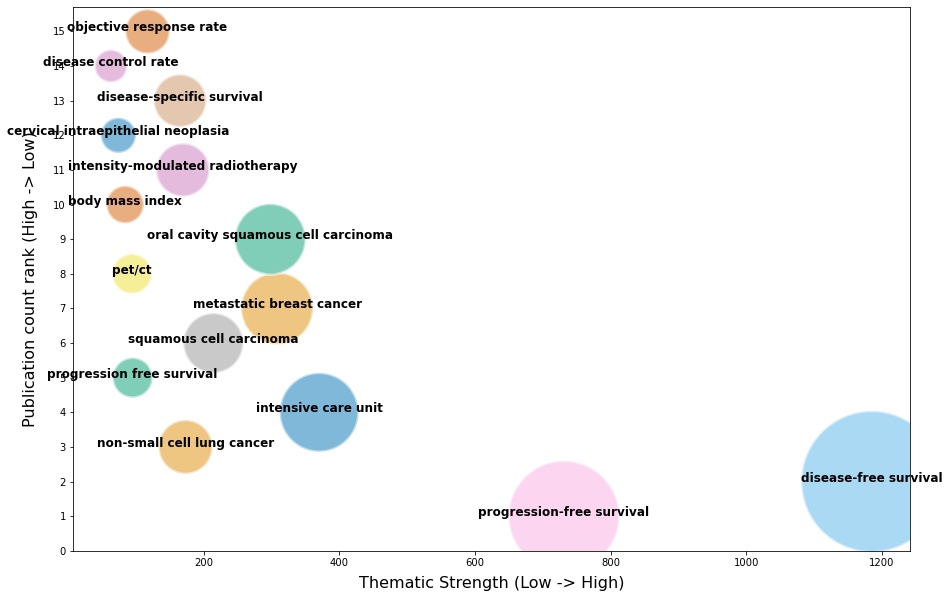 15
objective response rate
14
disease control rate
13
disease-specific survival
12
cervical intraepithelial neoplasia
11
intensity-modulated radiotherapy
10
body mass index
9
oral cavity squamous cell carcinoma
8
pet/ct
7
metastatic breast cancer
6
squamous cell carcinoma
5
progression free survival
4
intensive care unit
3
non-small cell lung cancer
2
disease-free survival
1
progression-free survival
0
Publication count rank (High -> Low)
200
400
600
800
1000
1200
Thematic Strength (Low -> High)